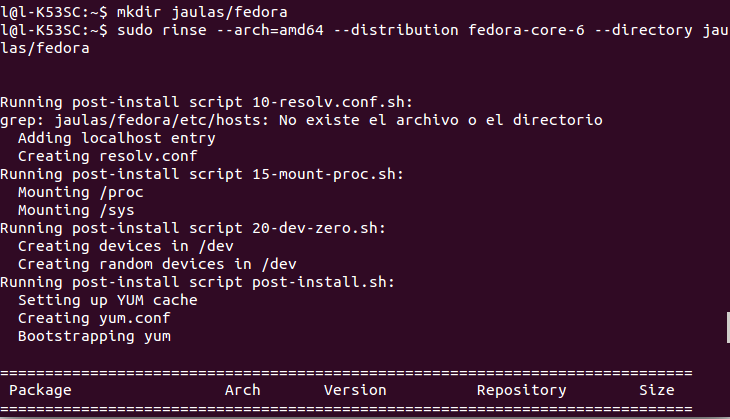 l@l-K53SC:~$ mkdir jaulas/fedora
l@l-K53SC:~$ sudo rinse --arch=amd64 --distribution fedora-core-6 --directory jau
las/fedora
Running post-install script 10-resolv.conf.sh:
grep: jaulas/fedora/etc/hosts: No existe el archivo o el directorio
  Adding localhost entry
  Creating resolv.conf
Running post-install script 15-mount-proc.sh:
  Mounting /proc
  Mounting /sys
Running post-install script 20-dev-zero.sh:
  Creating devices in /dev
  Creating random devices in /dev
Running post-install script post-install.sh:
  Setting up YUM cache
  Creating yum.conf
  Bootstrapping yum
=============================================================================
 Package                 Arch       Version          Repository        Size
=============================================================================